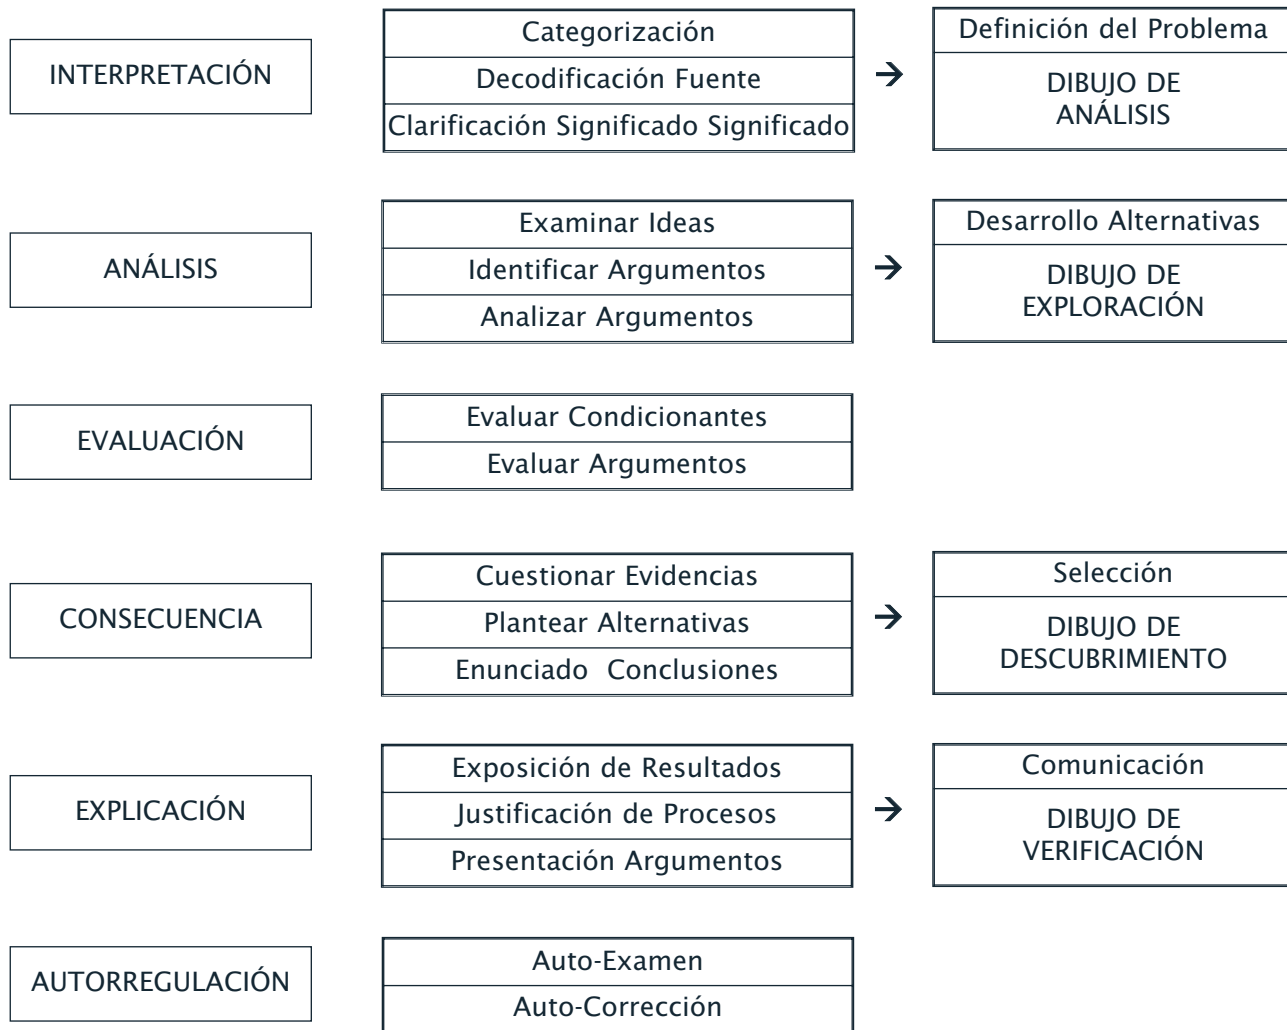 INTERPRETACIÓN
Categorización
Decodificación Fuente
Clarificación Significado Significado
→
Definición del Problema
DIBUJO DE
ANÁLISIS
ANÁLISIS
Examinar Ideas
Identificar Argumentos
Analizar Argumentos
→
Desarrollo Alternativas
DIBUJO DE
EXPLORACIÓN
EVALUACIÓN
Evaluar Condicionantes
Evaluar Argumentos
CONSECUENCIA
Cuestionar Evidencias
Plantear Alternativas
Enunciado Conclusiones
→
Selección
DIBUJO DE
DESCUBRIMIENTO
EXPLICACIÓN
Exposición de Resultados
Justificación de Procesos
Presentación Argumentos
→
Comunicación
DIBUJO DE
VERIFICACIÓN
AUTORREGULACIÓN
Auto-Examen
Auto-Corrección